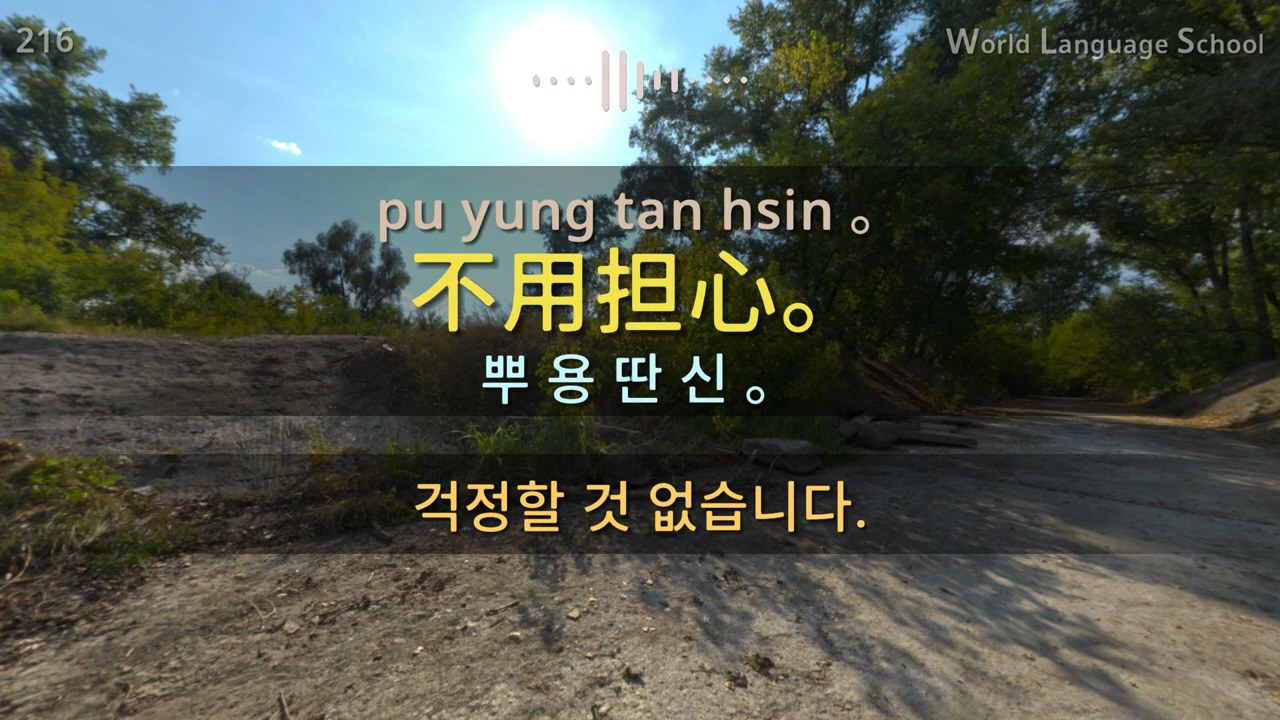 216
World Language School
pu yung tan hsin 。
不用担心。
뿌 용 딴 신 。
걱정할 것 없습니다.